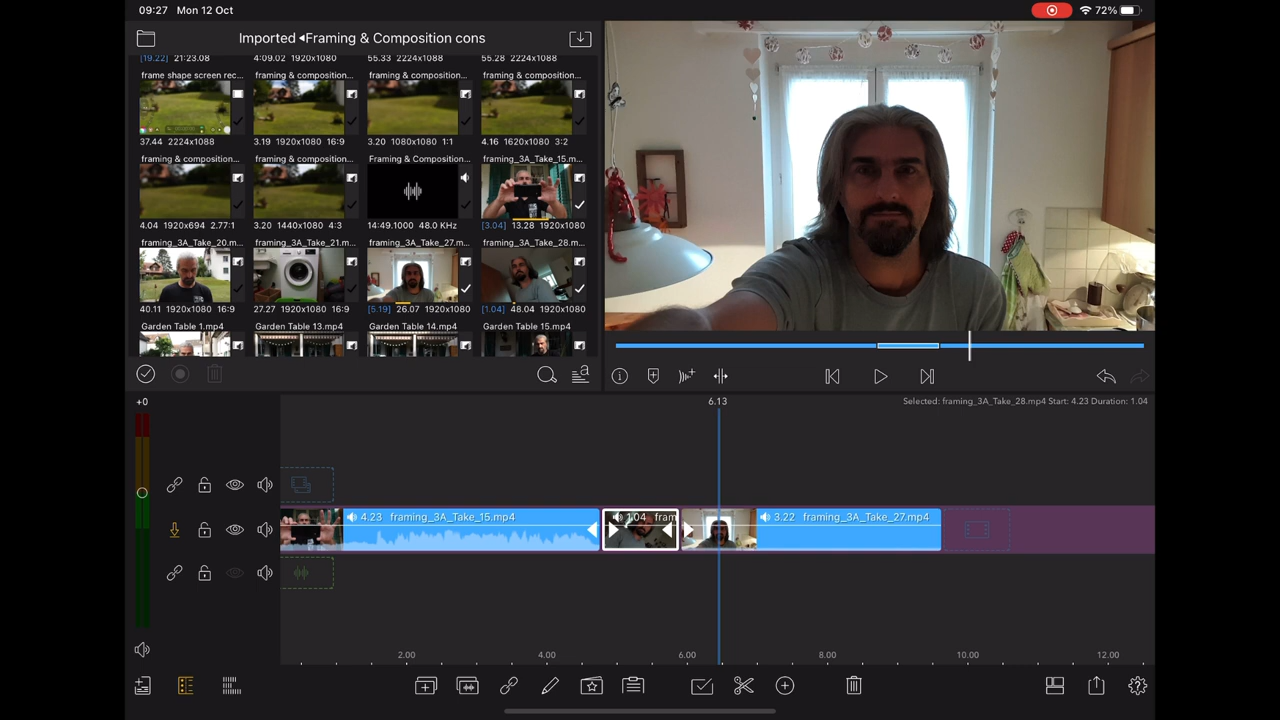 09:27 Mon 12 Oct
72%
Imported ◂Framing & Composition cons
[19.22] 21:23.08
4:09.02 1920x1080
55.33 2224x1088
55.28 2224x1088
frame shape screen rec...
framing & composition...
framing & composition...
framing & composition...
37.44 2224x1088
3.19 1920x1080 16:9
3.20 1080x1080 1:1
4.16 1620x1080 3:2
framing & composition...
framing & composition...
Framing & Composition...
framing_3A_Take_15.m...
4.04 1920x694 2.77:1
3.20 1440x1080 4:3
14:49.1000 48.0 KHz
[3.04] 13.28 1920x1080
framing_3A_Take_20.m...
framing_3A_Take_21.m...
framing_3A_Take_27.m...
framing_3A_Take_28.m...
40.11 1920x1080 16:9
27.27 1920x1080 16:9
[5.19] 26.07 1920x1080
[1.04] 48.04 1920x1080
Garden Table 1.mp4
Garden Table 13.mp4
Garden Table 14.mp4
Garden Table 15.mp4
+0
6.13
Selected: framing_3A_Take_28.mp4 Start: 4.23 Duration: 1.04
4.23 framing_3A_Take_15.mp4
1.04 fram
3.22 framing_3A_Take_27.mp4
2.00
4.00
6.00
8.00
10.00
12.00